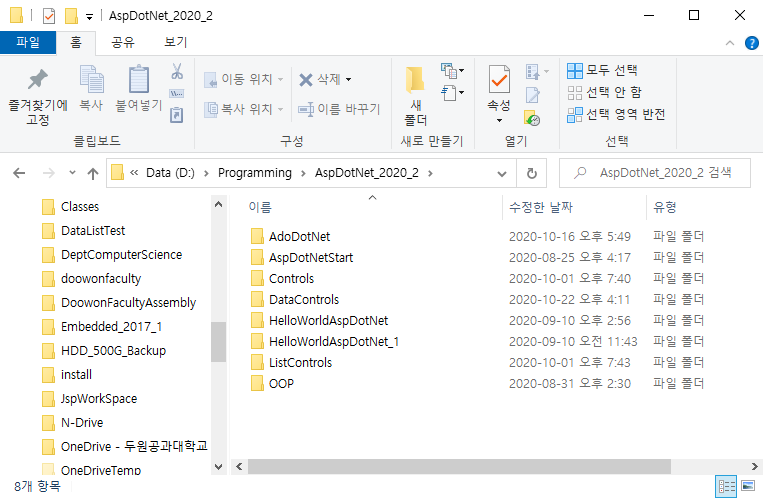 AspDotNet_2020_2
파일 홈 공유 보기
즐겨찾기에 고정
복사
붙여넣기
클립보드
이동 위치
복사 위치
삭제
이름 바꾸기
구성
새 폴더
새로 만들기
속성
열기
모두 선택
선택 안 함
선택 영역 반전
선택
Data (D:) Programming AspDotNet_2020_2
AspDotNet_2020_2 검색
Classes
DataListTest
DeptComputerScience
doowonfaculty
DoowonFacultyAssembly
Embedded_2017_1
HDD_500G_Backup
install
JspWorkSpace
N-Drive
OneDrive - 두원공과대학교
OneDriveTemp
이름 수정한 날짜 유형
AdoDotNet 2020-10-16 오후 5:49 파일 폴더
AspDotNetStart 2020-08-25 오후 4:17 파일 폴더
Controls 2020-10-01 오후 7:40 파일 폴더
DataControls 2020-10-22 오후 4:11 파일 폴더
HelloWorldAspDotNet 2020-09-10 오후 2:56 파일 폴더
HelloWorldAspDotNet_1 2020-09-10 오전 11:43 파일 폴더
ListControls 2020-10-01 오후 7:43 파일 폴더
OOP 2020-08-31 오후 2:30 파일 폴더
8개 항목